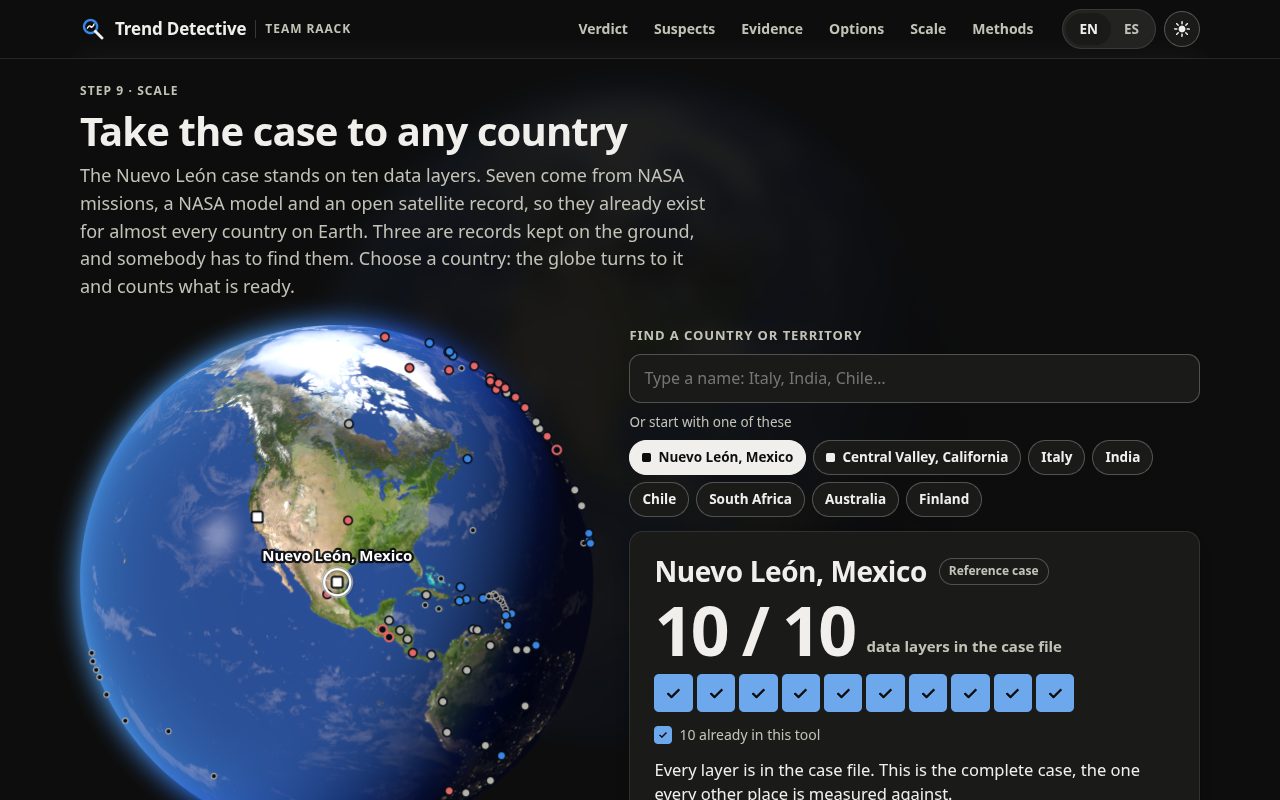 Trend Detective
TEAM RAACK
Verdict
Suspects
Evidence
Options
Scale
Methods
EN
ES
STEP 9 · SCALE
Take the case to any country
The Nuevo León case stands on ten data layers. Seven come from NASA
missions, a NASA model and an open satellite record, so they already exist
for almost every country on Earth. Three are records kept on the ground,
and somebody has to find them. Choose a country: the globe turns to it
and counts what is ready.
Nuevo León, Mexico
FIND A COUNTRY OR TERRITORY
Type a name: Italy, India, Chile...
Or start with one of these
Nuevo León, Mexico
Central Valley, California
Italy
India
Chile
South Africa
Australia
Finland
Nuevo León, Mexico
Reference case
10 / 10
data layers in the case file
10 already in this tool
Every layer is in the case file. This is the complete case, the one
every other place is measured against.